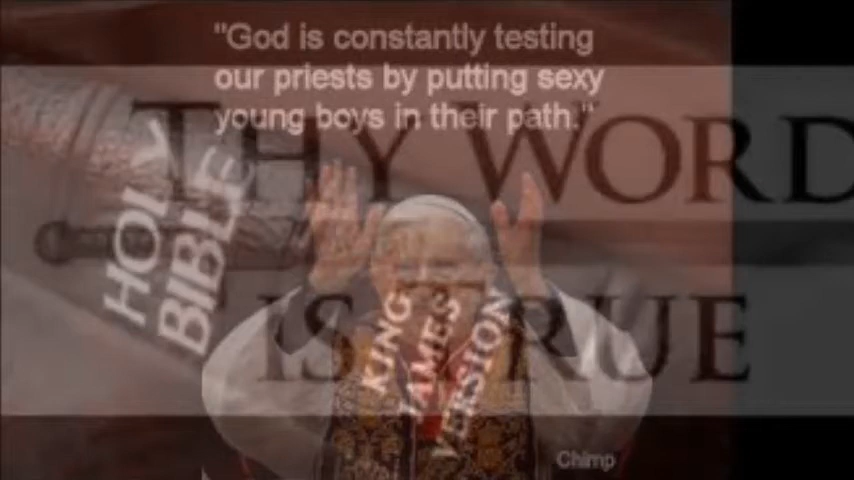 "God is constantly testing
our priests by putting sexy
young boys in their path."
THY WORD
IS TRUE
HOLY
BIBLE
KING
JAMES
VERSION
Chimp